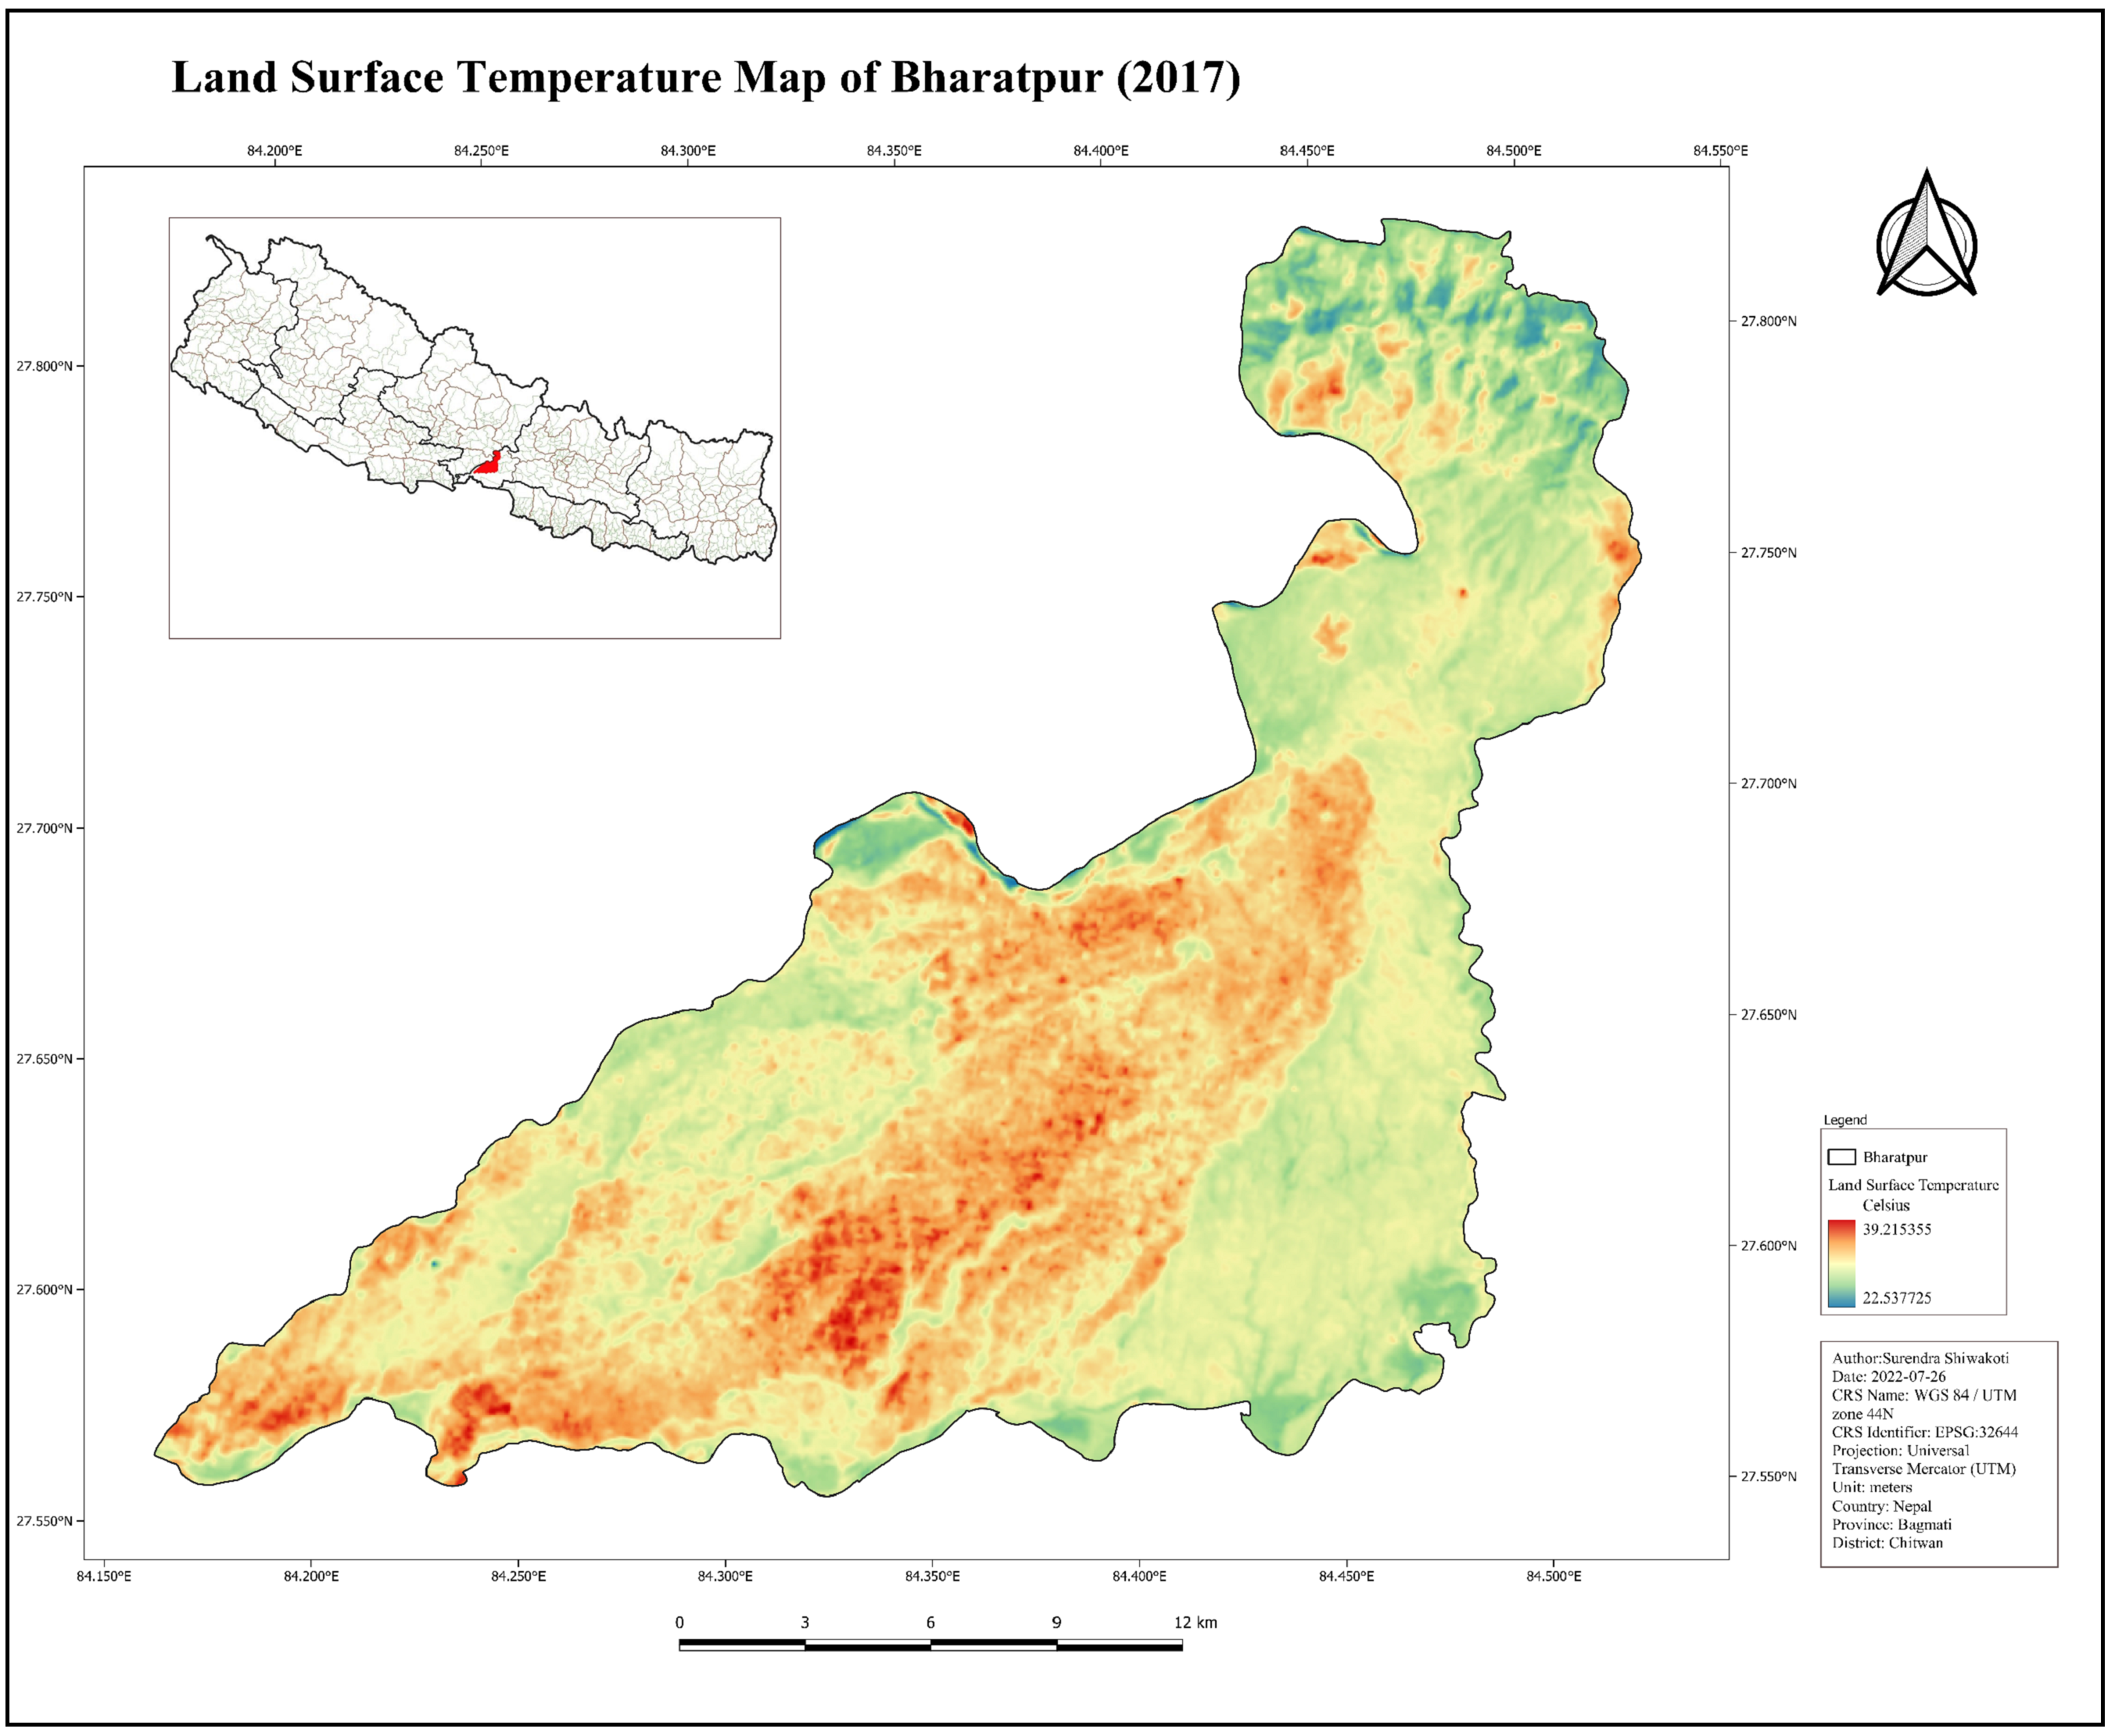 Land Surface Temperature Map of Bharatpur (2017)
84.200°E 84.250°E 84.300°E 84.350°E 84.400°E 84.450°E 84.500°E 84.550°E
27.800°N
27.800°N
27.750°N
27.750°N
27.700°N
27.700°N
27.650°N
27.650°N
27.600°N
27.600°N
27.550°N
27.550°N
84.150°E 84.200°E 84.250°E 84.300°E 84.350°E 84.400°E 84.450°E 84.500°E
0 3 6 9 12 km
Legend
Bharatpur
Land Surface Temperature
Celsius
39.215355
22.537725
Author:Surendra Shiwakoti
Date: 2022-07-26
CRS Name: WGS 84 / UTM
zone 44N
CRS Identifier: EPSG:32644
Projection: Universal
Transverse Mercator (UTM)
Unit: meters
Country: Nepal
Province: Bagmati
District: Chitwan